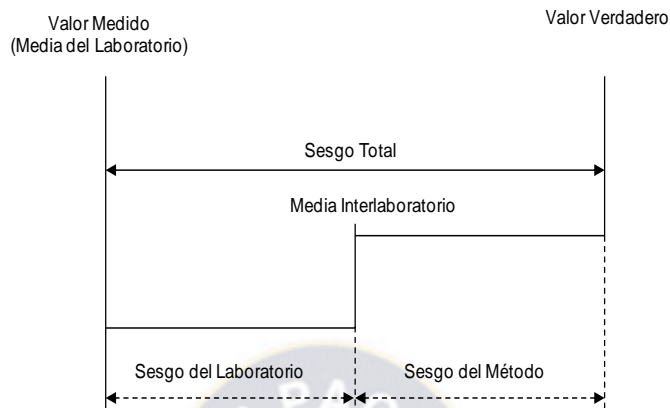 Valor Medido
(Media del Laboratorio)
Valor Verdadero
Sesgo Total
Media Interlaboratorio
Sesgo del Laboratorio
Sesgo del Método